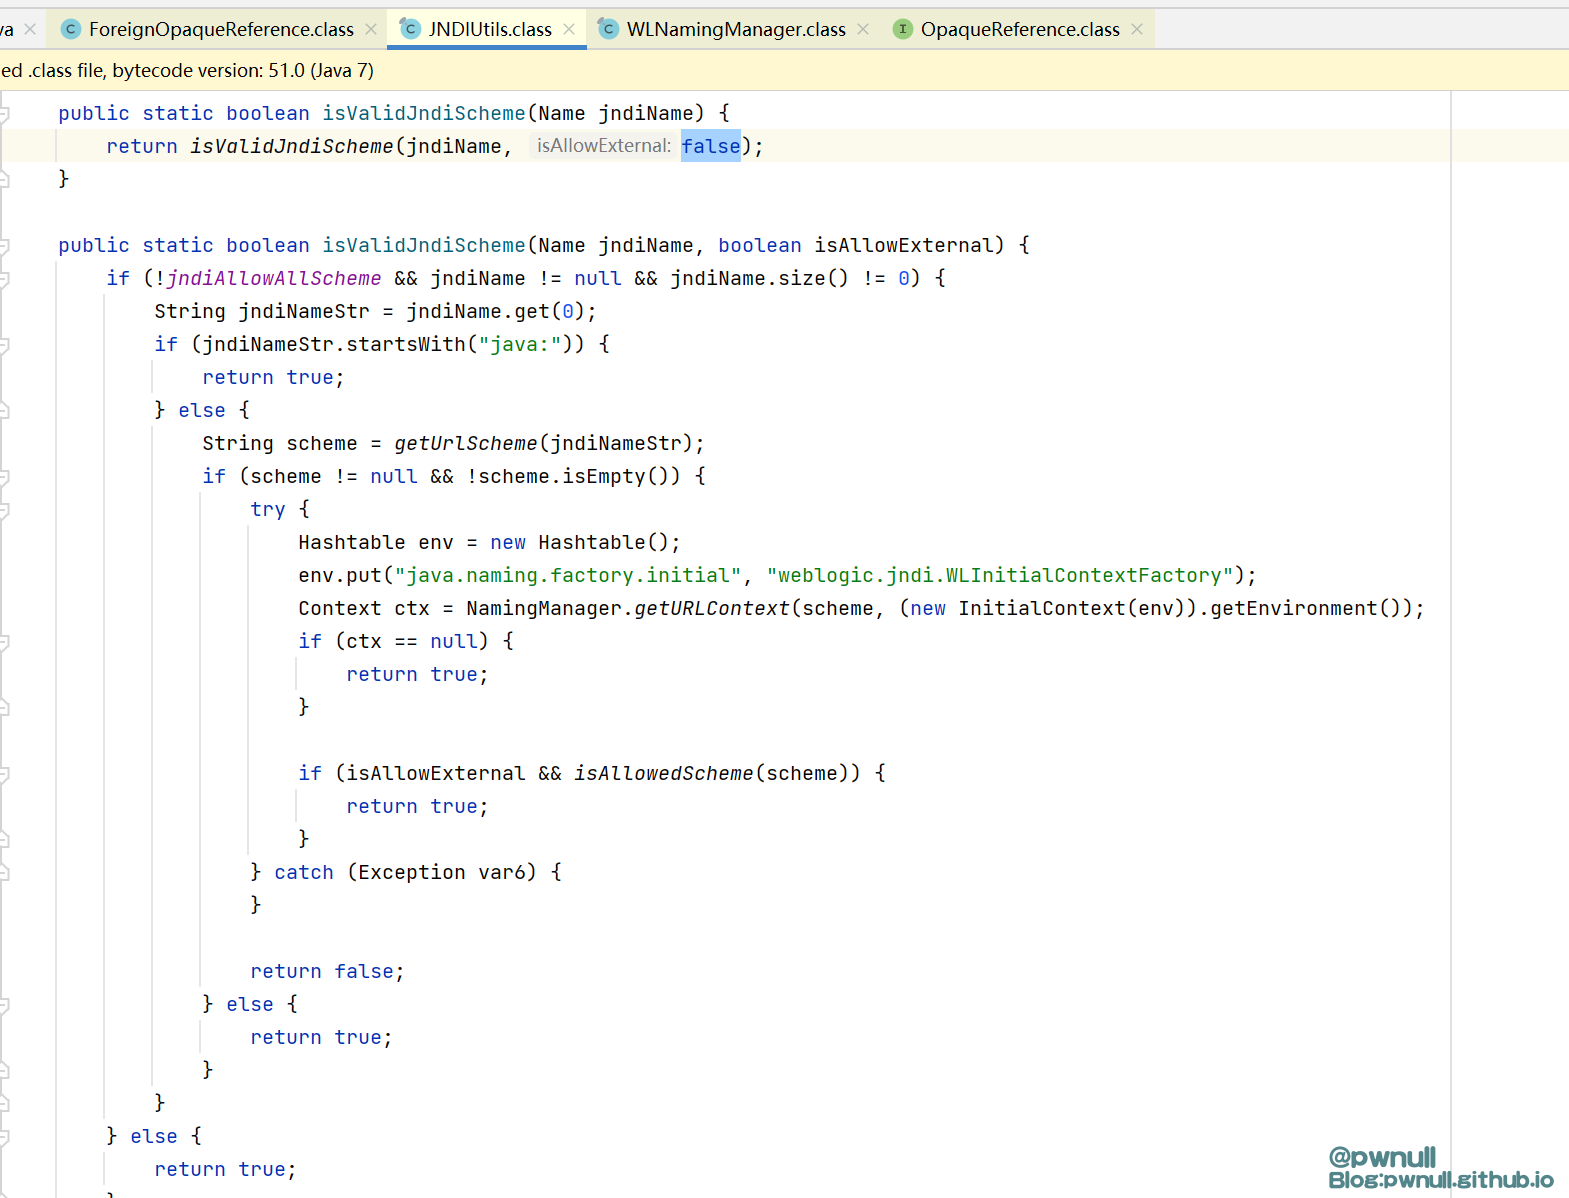 va ForeignOpaqueReference.class JNDIUtils.class WLNamingManager.class OpaqueReference.class
ed .class file, bytecode version: 51.0 (Java 7)
public static boolean isValidJndiScheme(Name jndiName) {
return isValidJndiScheme(jndiName, isAllowExternal: false);
}
public static boolean isValidJndiScheme(Name jndiName, boolean isAllowExternal) {
if (!jndiAllowAllScheme && jndiName != null && jndiName.size() != 0) {
String jndiNameStr = jndiName.get(0);
if (jndiNameStr.startsWith("java:")) {
return true;
} else {
String scheme = getUrlScheme(jndiNameStr);
if (scheme != null && !scheme.isEmpty()) {
try {
Hashtable env = new Hashtable();
env.put("java.naming.factory.initial", "weblogic.jndi.WLInitialContextFactory");
Context ctx = NamingManager.getURLContext(scheme, (new InitialContext(env)).getEnvironment());
if (ctx == null) {
return true;
}
if (isAllowExternal && isAllowedScheme(scheme)) {
return true;
}
} catch (Exception var6) {
}
return false;
} else {
return true;
}
}
} else {
return true;
@pwnull
Blog:pwnull.github.io